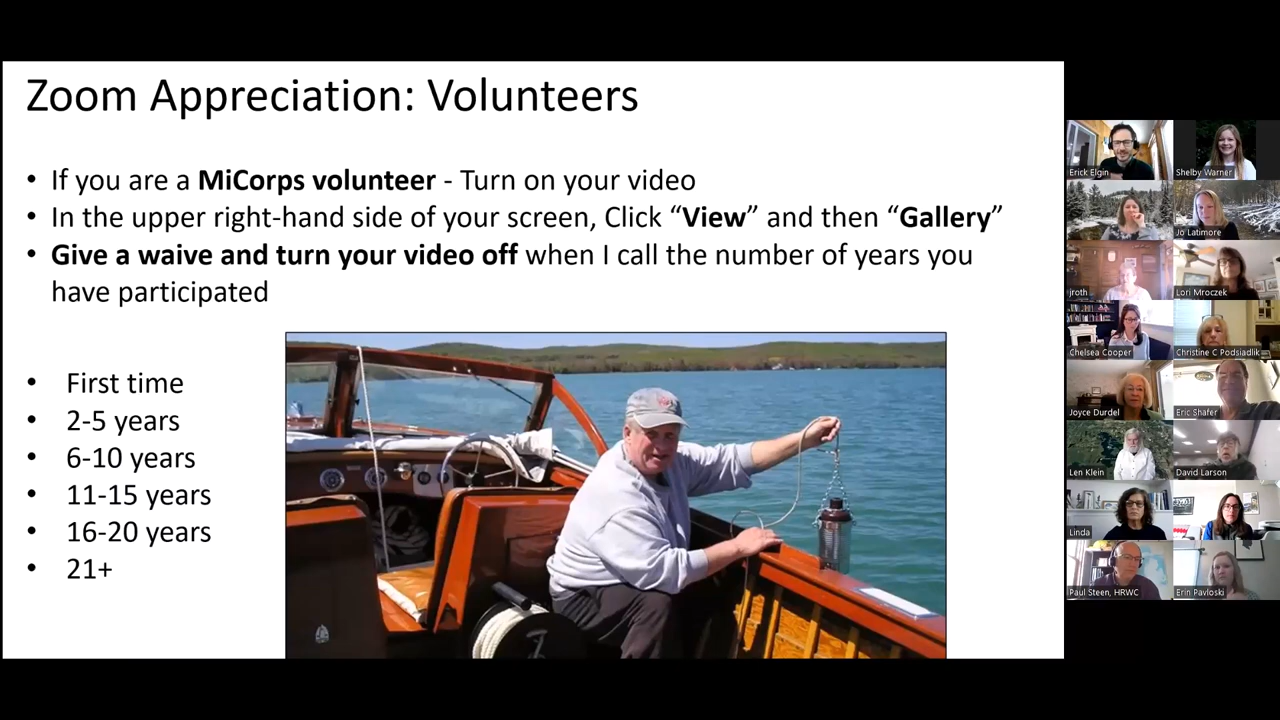 Zoom Appreciation: Volunteers
• If you are a MiCorps volunteer - Turn on your video
• In the upper right-hand side of your screen, Click “View” and then “Gallery”
• Give a waive and turn your video off when I call the number of years you
have participated
• First time
• 2-5 years
• 6-10 years
• 11-15 years
• 16-20 years
• 21+
Erick Elgin
Shelby Warner
Jo Latimore
jroth
Lori Mroczek
Chelsea Cooper
Christine C Podsiadlik
Joyce Durdel
Eric Shafer
Len Klein
David Larson
Linda
Paul Steen, HRWC
Erin Pavloski